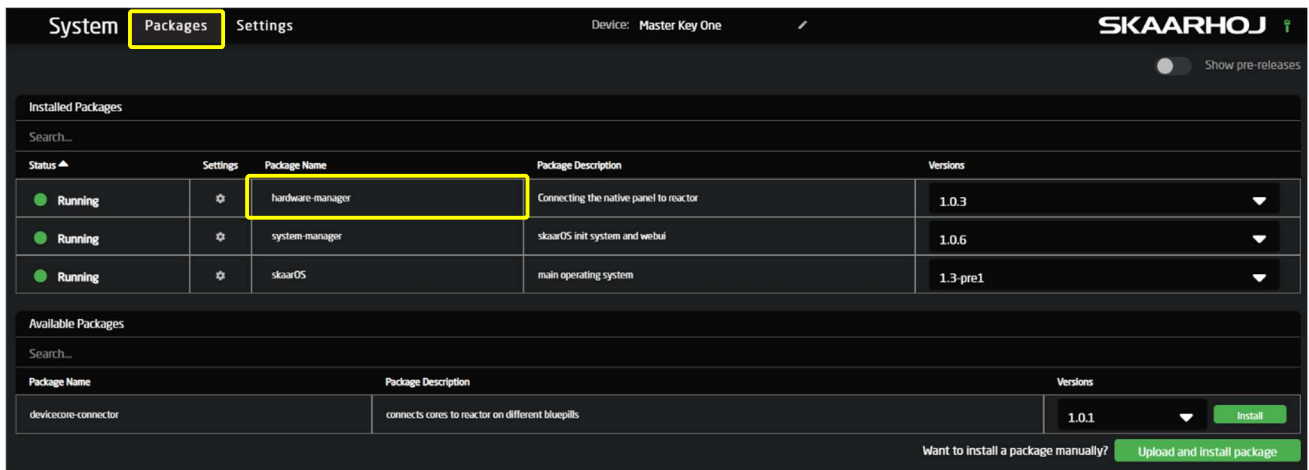 System Packages Settings Device: Master Key One SKAARHOJ
Show pre-releases
Installed Packages
Search...
Status Settings Package Name Package Description Versions
Running hardware-manager Connecting the native panel to reactor 1.0.3
Running system-manager skaarOS init system and webui 1.0.6
Running skaarOS main operating system 1.3-pre1
Available Packages
Search...
Package Name Package Description Versions
devicecore-connector connects cores to reactor on different bluepills 1.0.1 Install
Want to install a package manually? Upload and install package